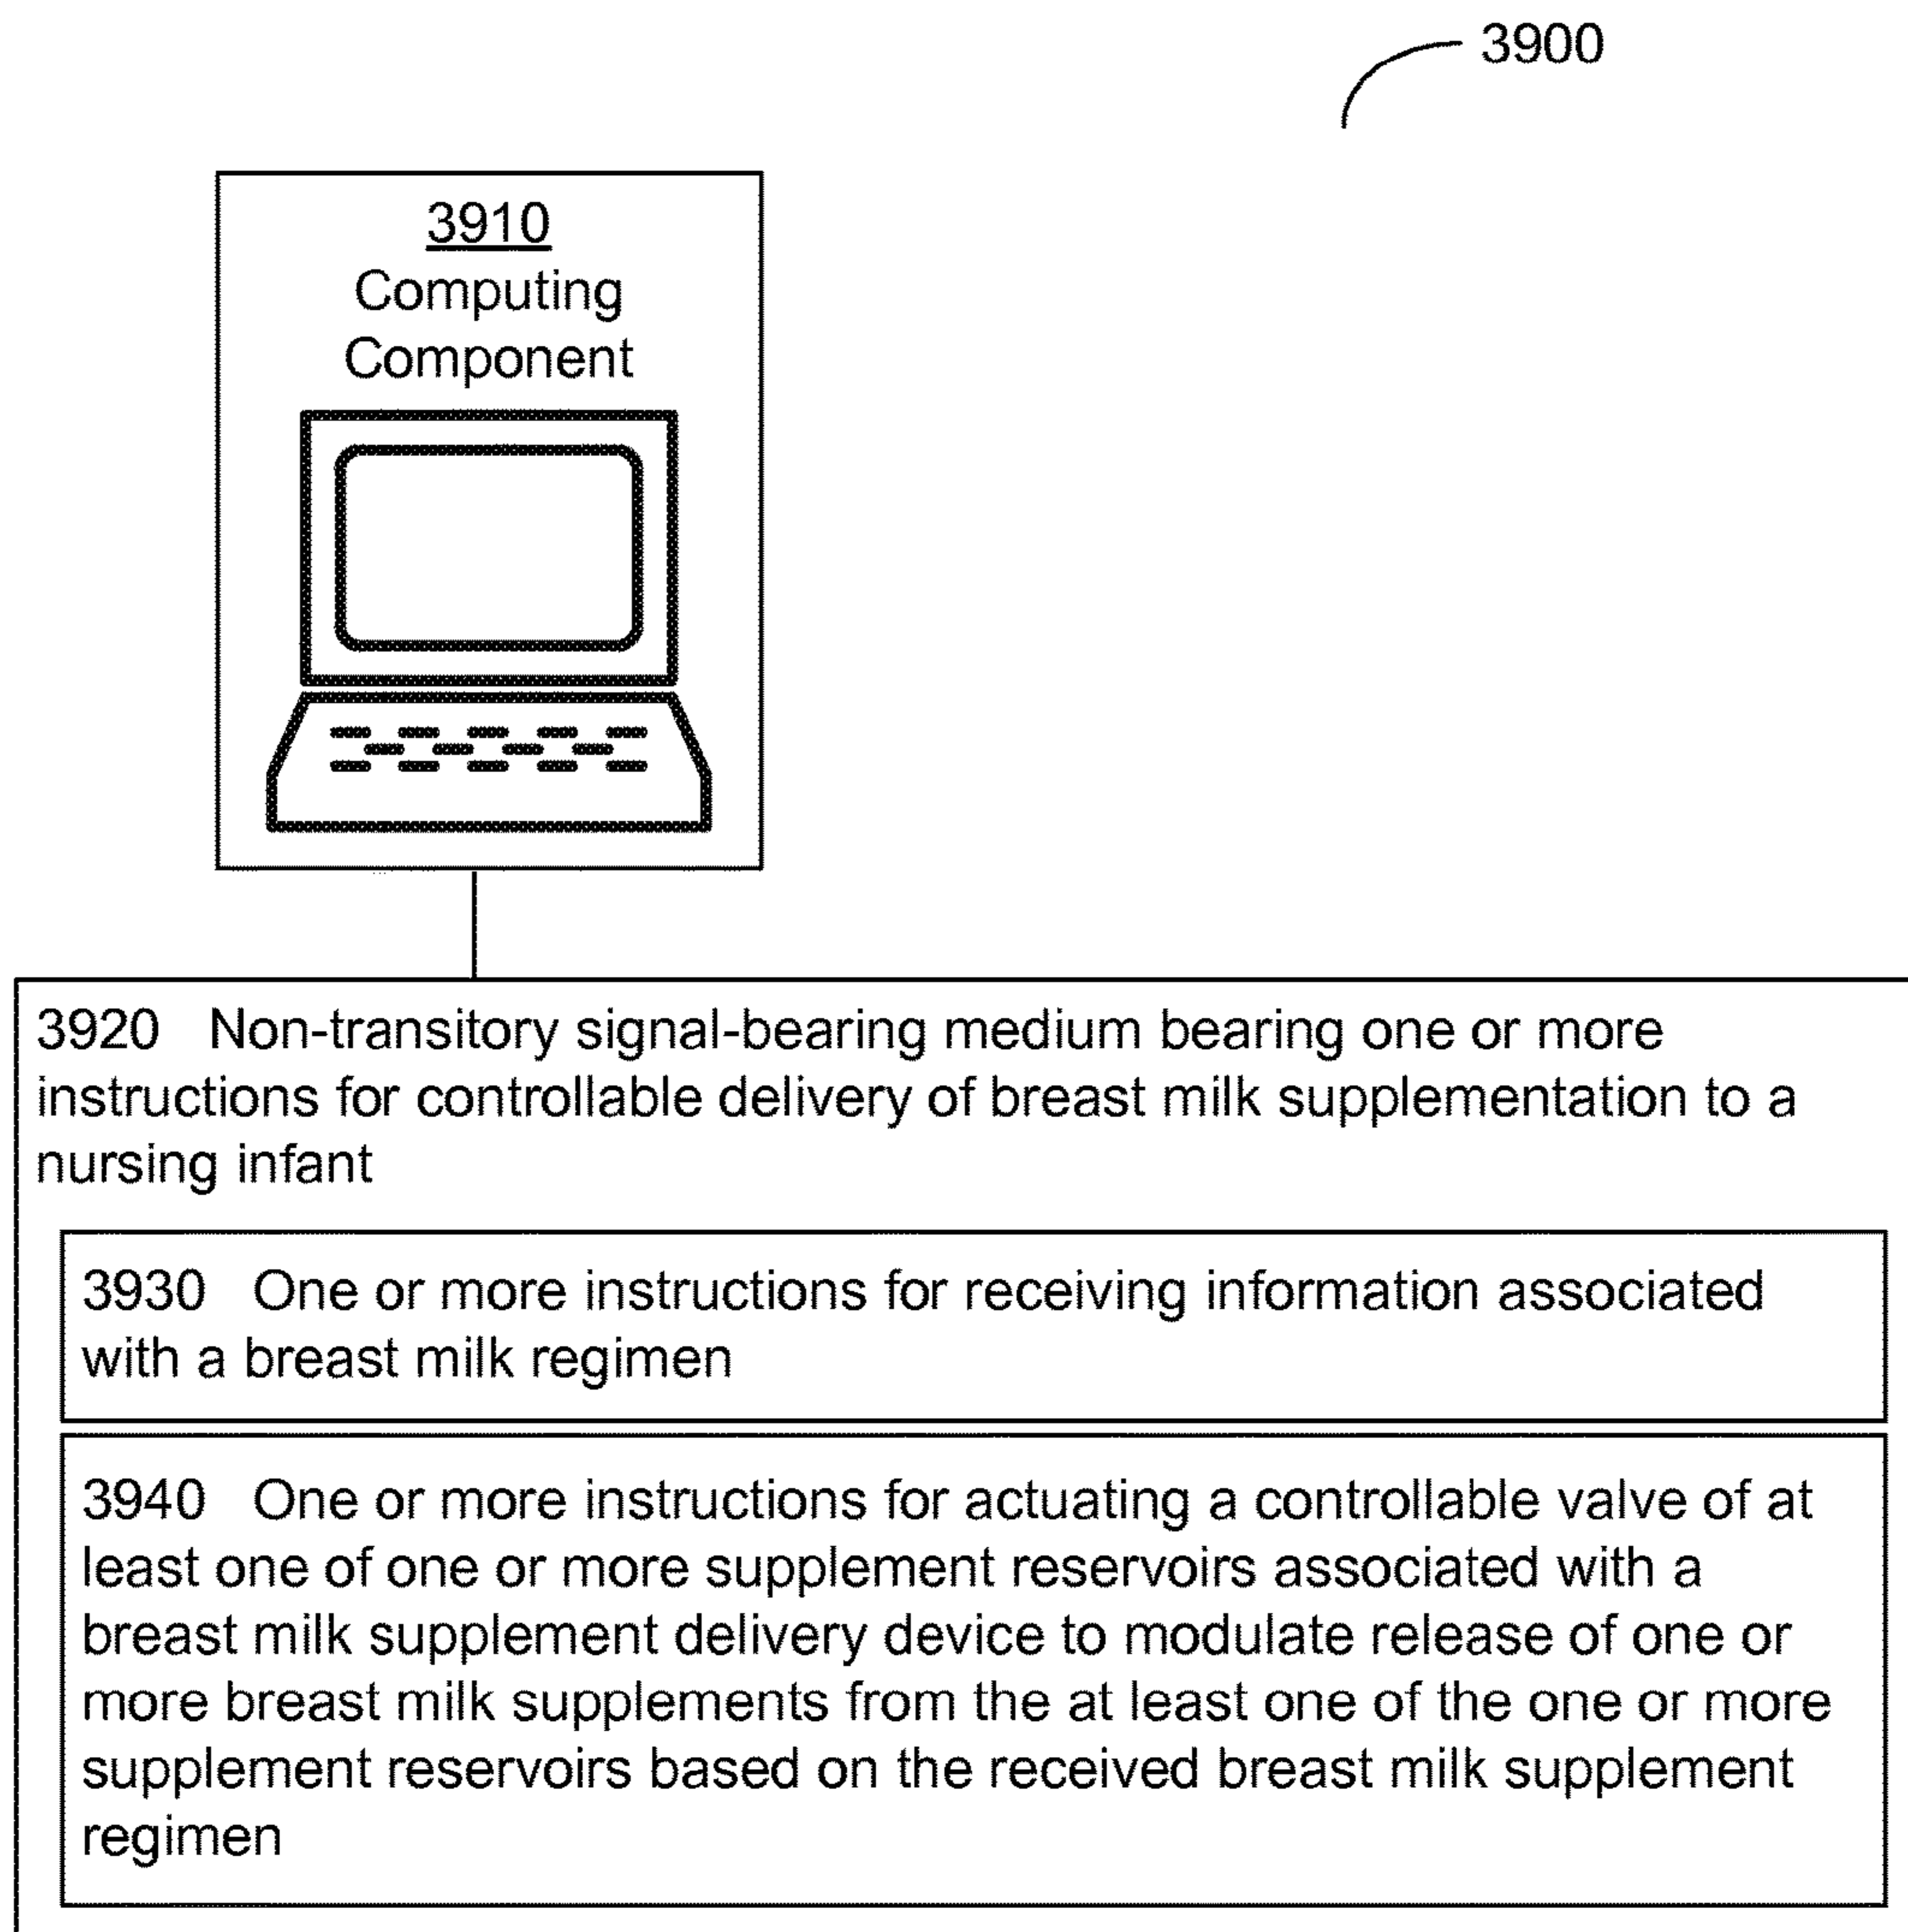 3900
3910
Computing
Component
3920 Non-transitory signal-bearing medium bearing one or more
instructions for controllable delivery of breast milk supplementation to a
nursing infant
3930 One or more instructions for receiving information associated
with a breast milk regimen
3940 One or more instructions for actuating a controllable valve of at
least one of one or more supplement reservoirs associated with a
breast milk supplement delivery device to modulate release of one or
more breast milk supplements from the at least one of the one or more
supplement reservoirs based on the received breast milk supplement
regimen